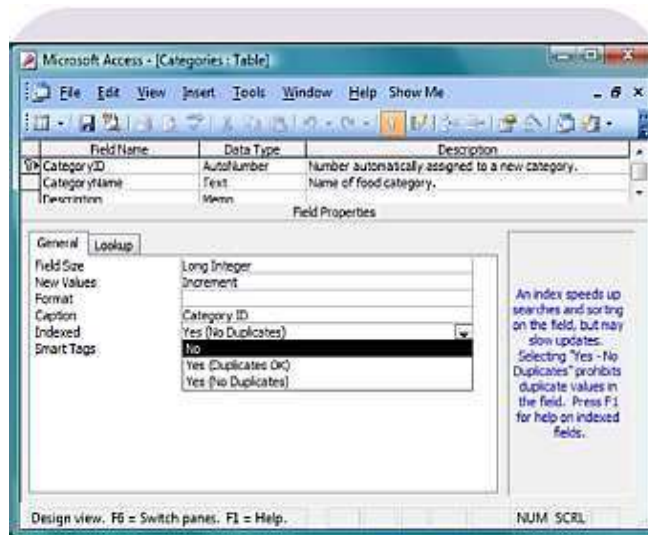 Microsoft Access - [Categories : Table]
File Edit View Insert Tools Window Help Show Me
Field Name Data Type Description
CategoryID AutoNumber Number automatically assigned to a new category.
CategoryName Text Name of food category.
Description Memo
Field Properties
General Lookup
Field Size Long Integer
New Values Increment
Format
Caption Category ID
Indexed Yes (No Duplicates)
Smart Tags
No
Yes (Duplicates OK)
Yes (No Duplicates)
An index speeds up
searches and sorting
on the field, but may
slow updates.
Selecting "Yes - No
Duplicates" prohibits
duplicate values in
the field. Press F1
for help on indexed
fields.
Design view. F6 = Switch panes. F1 = Help.
NUM SCRL